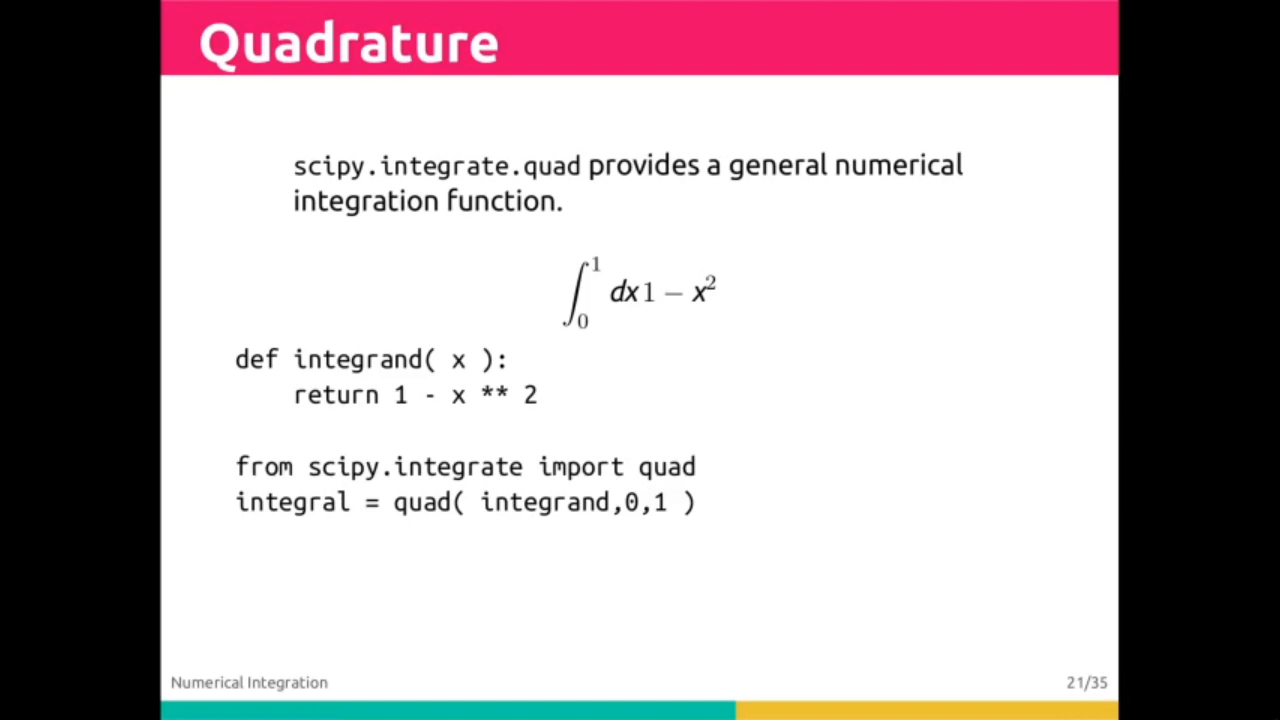 Quadrature
scipy.integrate.quad provides a general numerical
integration function.
∫₀¹ dx 1 − x²
def integrand( x ):
    return 1 - x ** 2
from scipy.integrate import quad
integral = quad( integrand,0,1 )
Numerical Integration
21/35